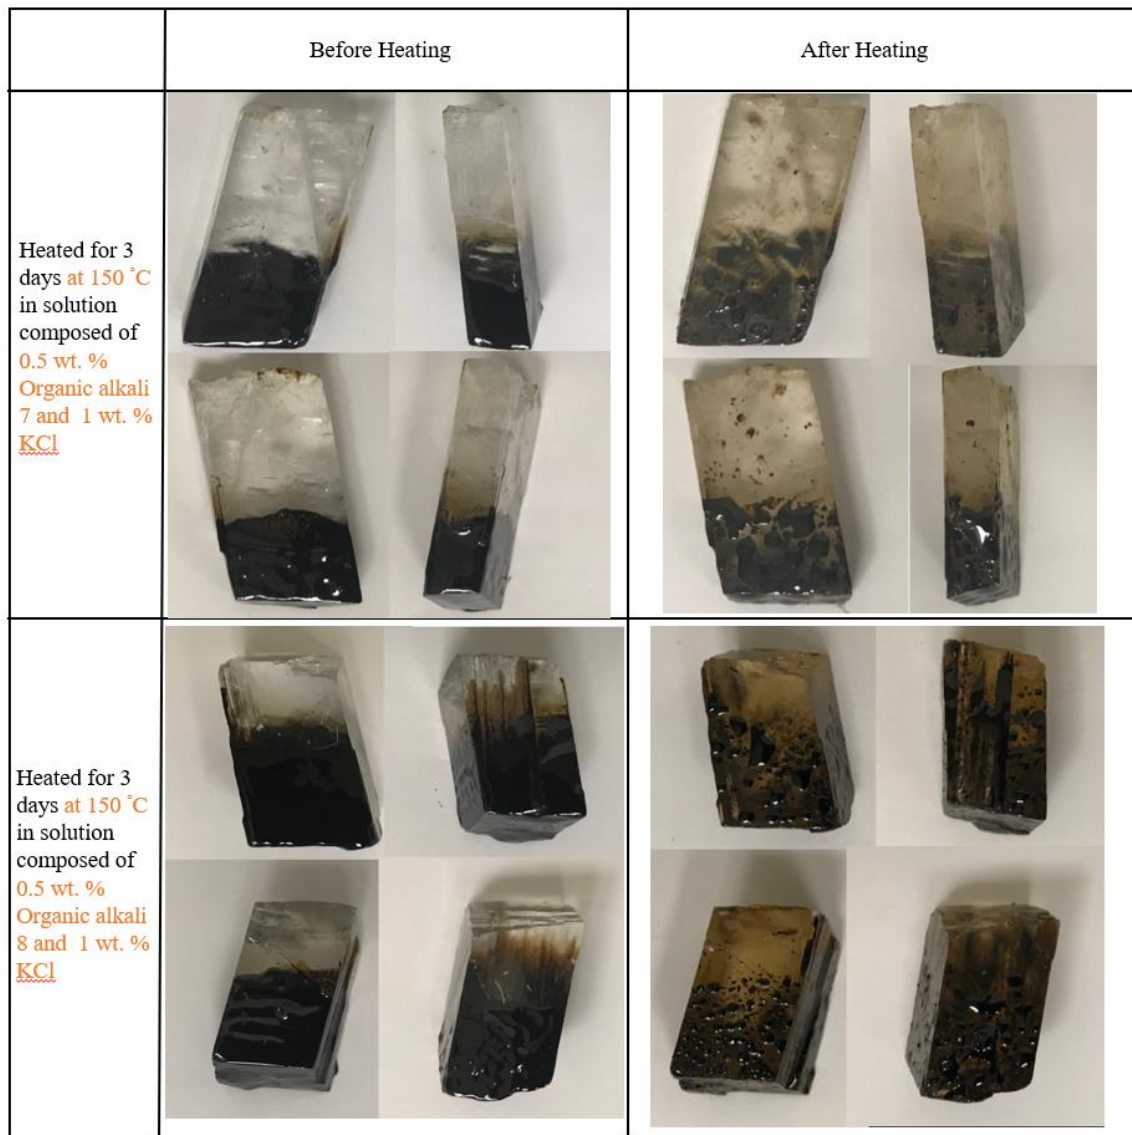 Before Heating
After Heating
Heated for 3
days at 150 °C
in solution
composed of
0.5 wt. %
Organic alkali
7 and 1 wt. %
KCl
Heated for 3
days at 150 °C
in solution
composed of
0.5 wt. %
Organic alkali
8 and 1 wt. %
KCl